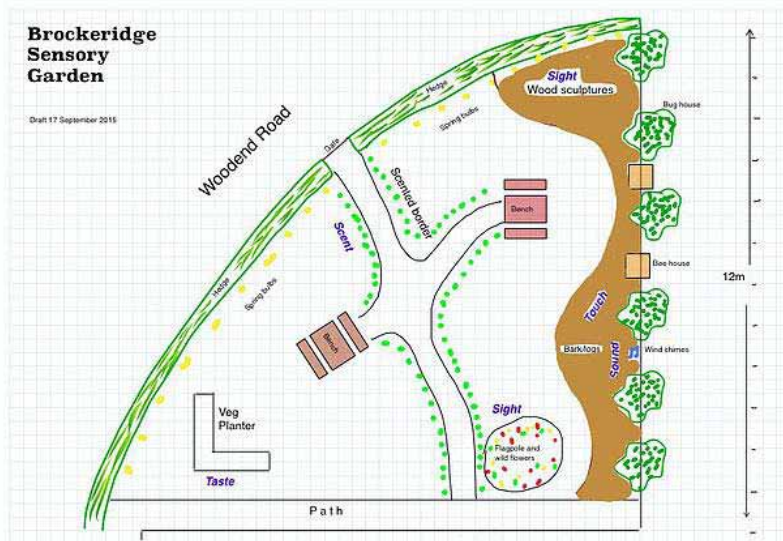 Brockeridge
Sensory
Garden
Draft 17 September 2015
Woodend Road
Gate
Hedge
Spring bulbs
Sight
Wood sculptures
Bug house
Scented border
Scent
Bench
Hedge
Spring bulbs
Bee house
12m
Touch
Bench
Bark/logs
Sound
Wind chimes
Veg
Planter
Taste
Sight
Flagpole and
wild flowers
Path